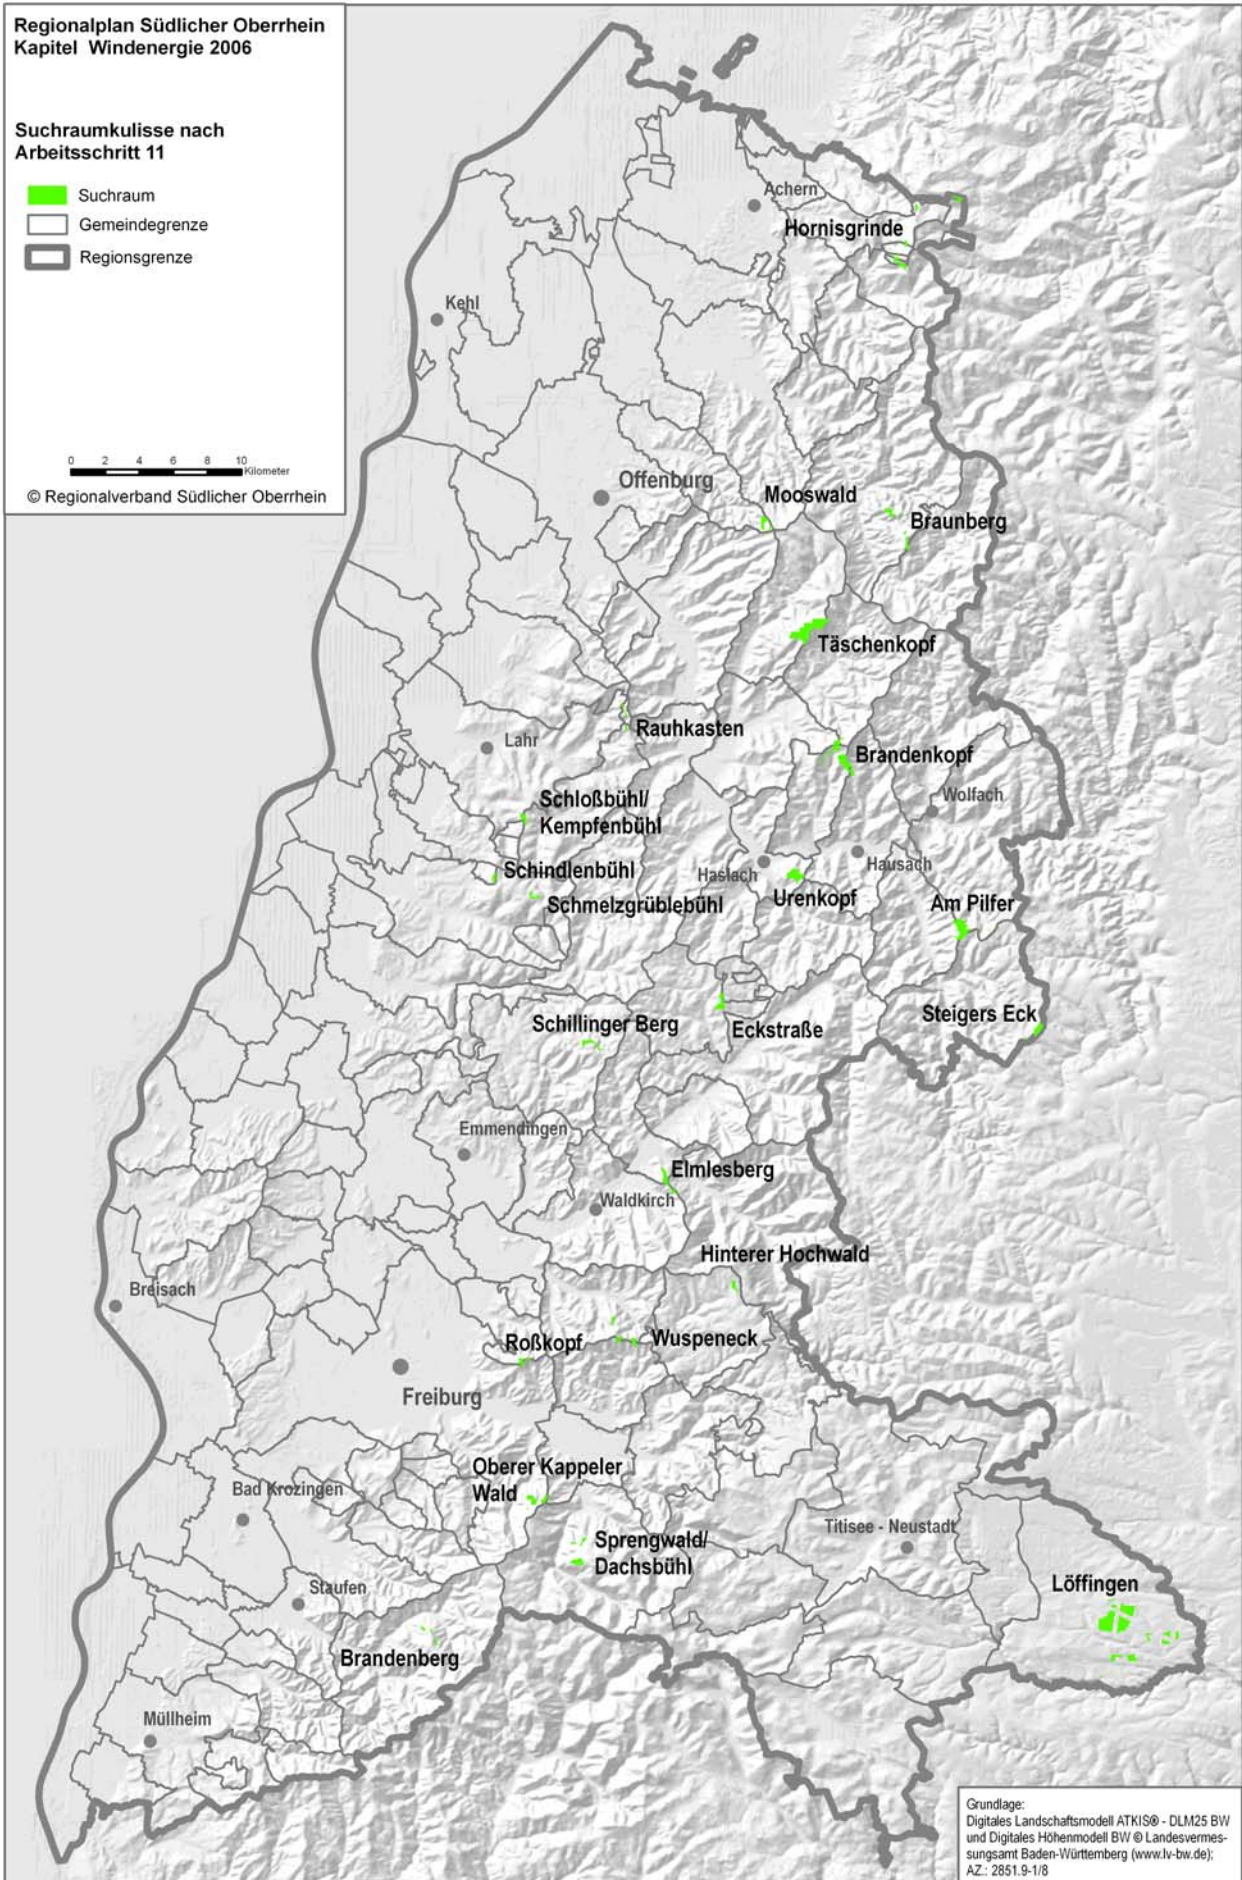 Regionalplan Südlicher Oberrhein
Kapitel Windenergie 2006
Suchraumkulisse nach
Arbeitsschritt 11
Suchraum
Gemeindegrenze
Regionsgrenze
0 2 4 6 8 10
Kilometer
© Regionalverband Südlicher Oberrhein
Achern
Hornisgrinde
Kehl
Offenburg
Mooswald
Braunberg
Täschenkopf
Rauhkasten
Lahr
Brandenkopf
Schloßbühl/
Kempfenbühl
Wolfach
Schindlenbühl
Haslach
Hausach
Schmelzgrüblebühl
Urenkopf
Am Pilfer
Schillinger Berg
Eckstraße
Steigers Eck
Emmendingen
Elmlesberg
Waldkirch
Hinterer Hochwald
Breisach
Roßkopf
Wuspeneck
Freiburg
Oberer Kappeler
Wald
Bad Krozingen
Titisee - Neustadt
Sprengwald/
Dachsbühl
Staufen
Löffingen
Brandenberg
Müllheim
Grundlage:
Digitales Landschaftsmodell ATKIS® - DLM25 BW
und Digitales Höhenmodell BW © Landesvermes-
sungsamt Baden-Württemberg (www.lv-bw.de);
AZ.: 2851.9-1/8